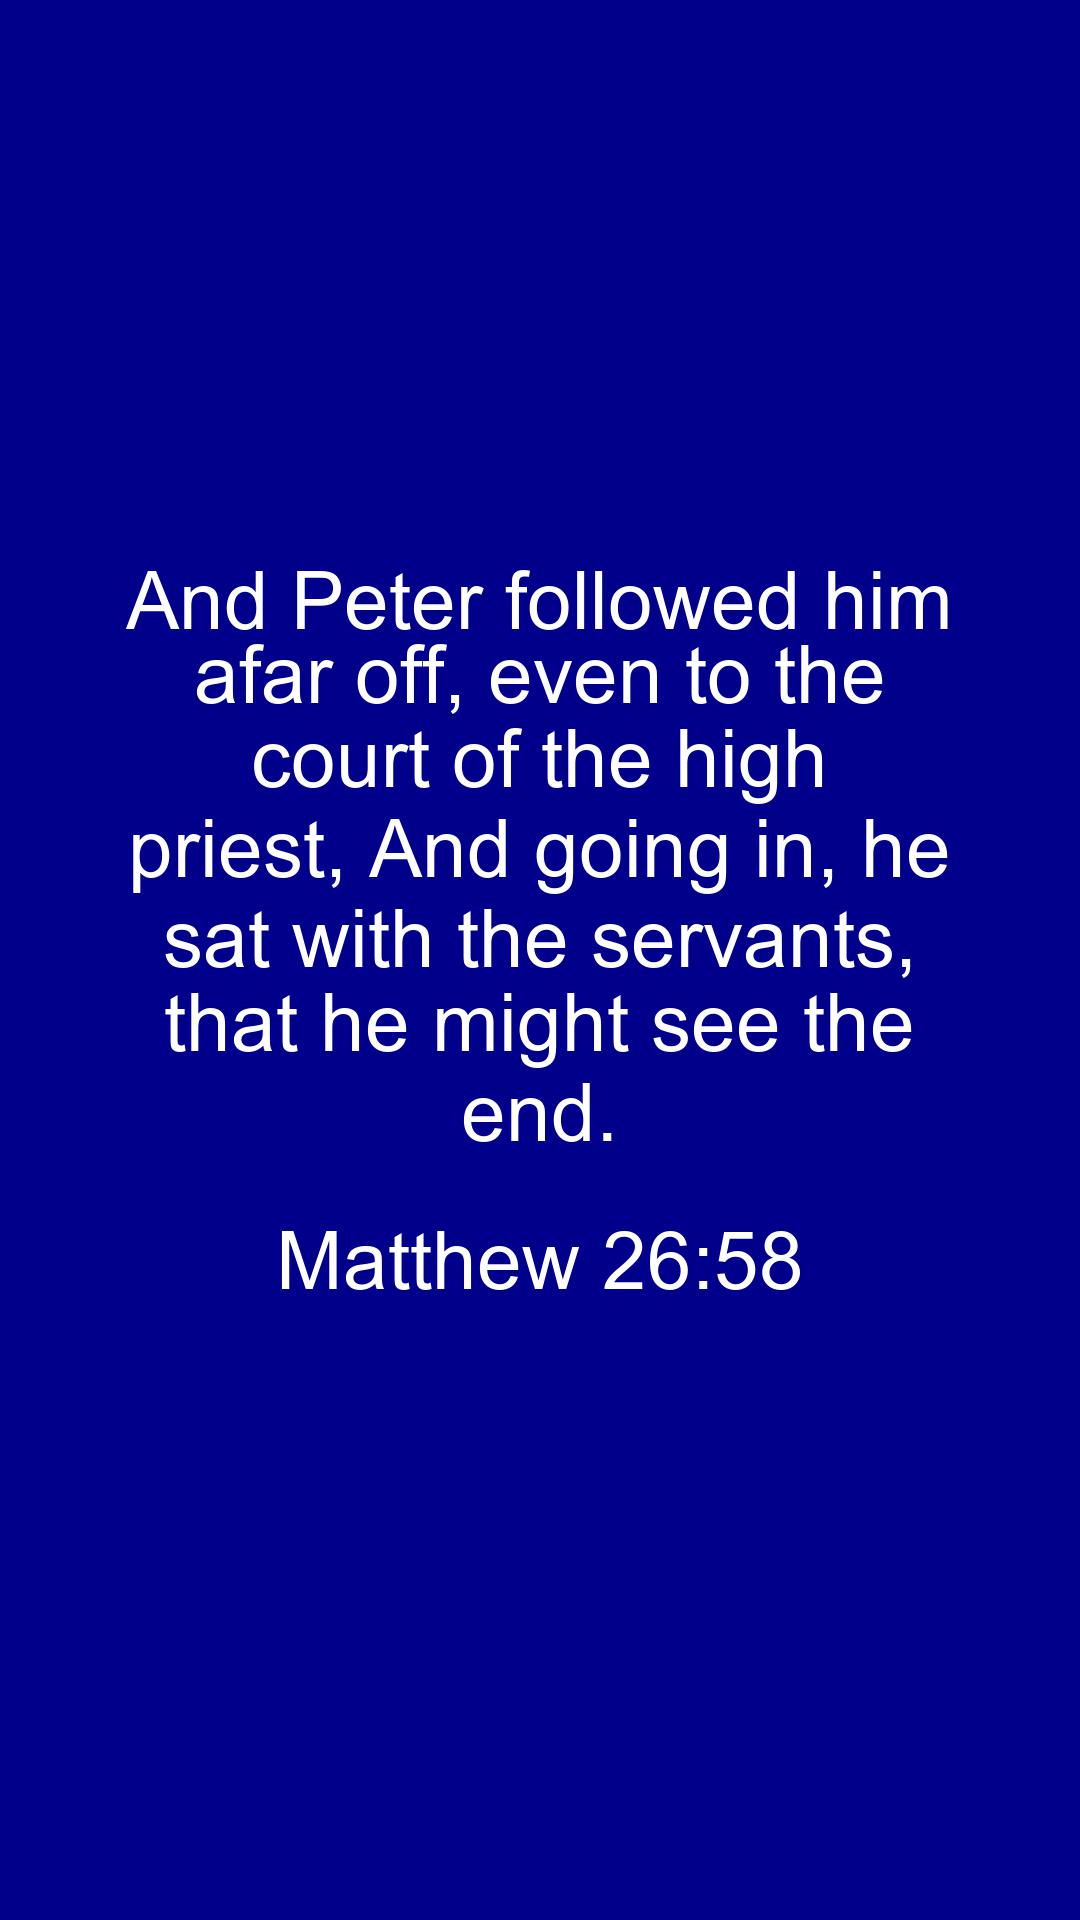 And Peter followed him
afar off, even to the
court of the high
priest, And going in, he
sat with the servants,
that he might see the
end.
Matthew 26:58